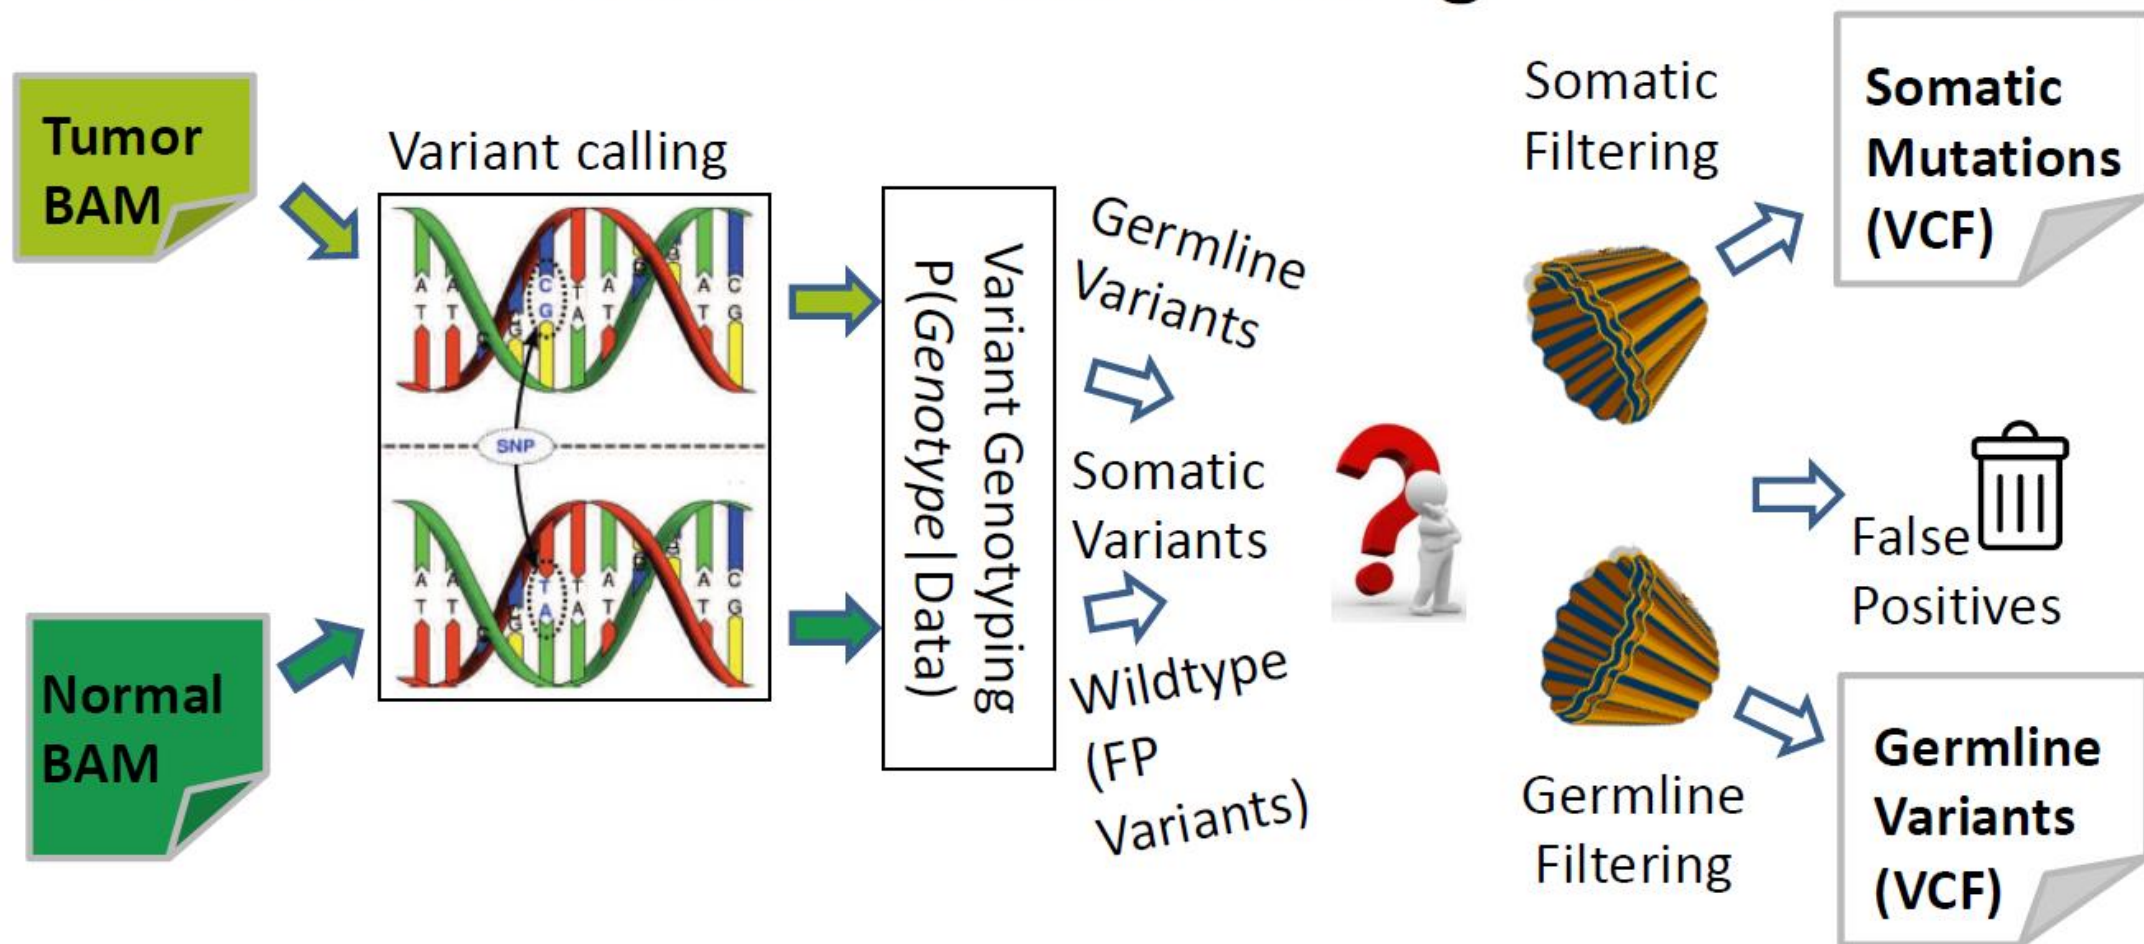 Tumor
BAM
Normal
BAM
Variant calling
A A C T A A C
T T G A T T G
SNP
A A T T A A C
T T A A T T G
Variant Genotyping
P(Genotype|Data)
Germline
Variants
Somatic
Variants
Wildtype
(FP
Variants)
Somatic
Filtering
Germline
Filtering
Somatic
Mutations
(VCF)
False
Positives
Germline
Variants
(VCF)